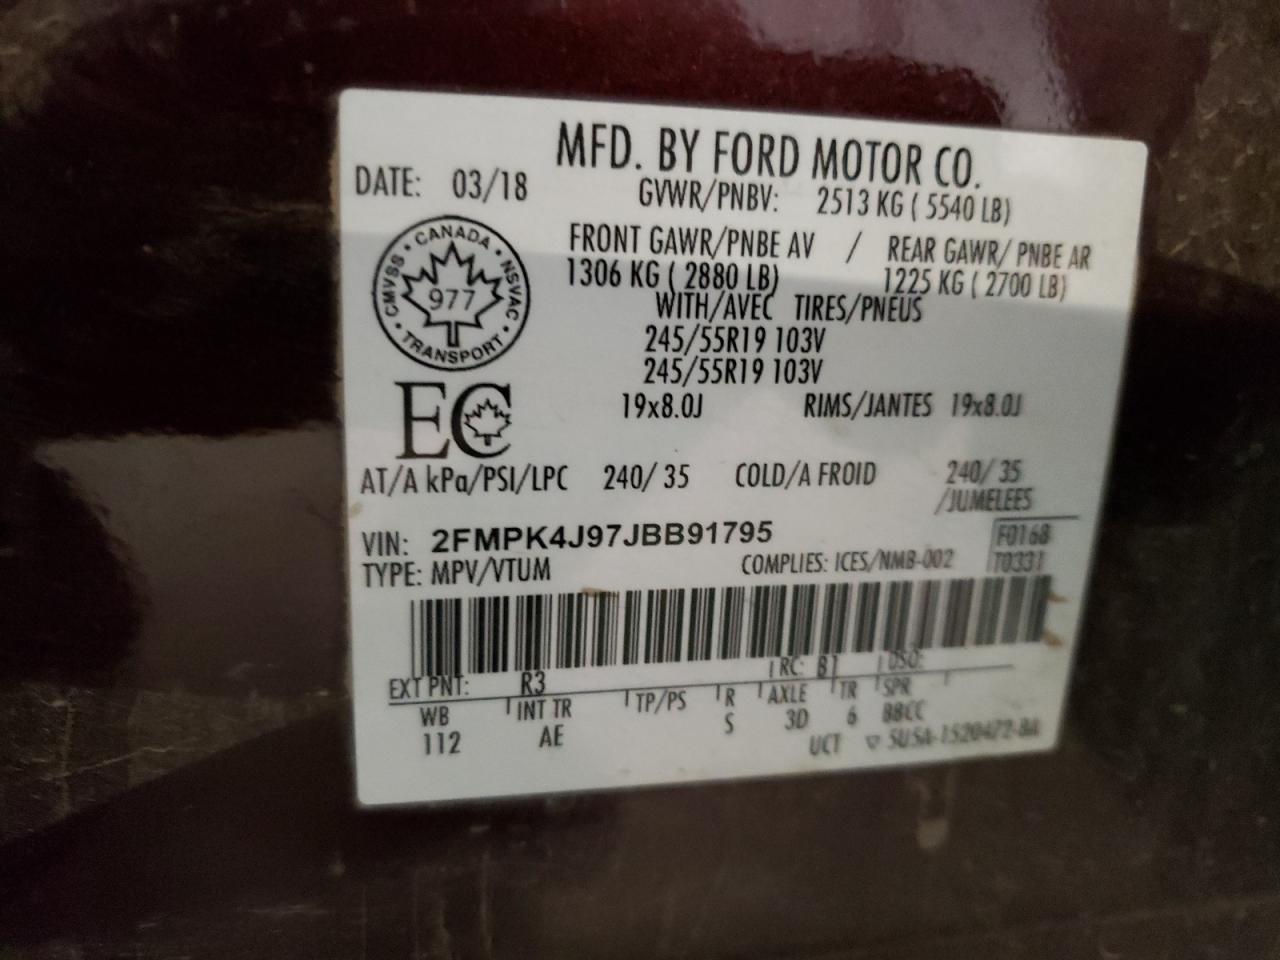 MFD. BY FORD MOTOR CO.
DATE: 03/18
GVWR/PNBV: 2513 KG ( 5540 LB)
FRONT GAWR/PNBE AV / REAR GAWR/ PNBE AR
1306 KG ( 2880 LB) 1225 KG ( 2700 LB)
WITH/AVEC TIRES/PNEUS
245/55R19 103V
245/55R19 103V
19x8.0J RIMS/JANTES 19x8.0J
CANADA
CMVSS • NSVAC
977
TRANSPORT
EC
AT/A kPa/PSI/LPC 240/ 35 COLD/A FROID 240/ 35
/JUMELEES
VIN: 2FMPK4J97JBB91795
F0168
TYPE: MPV/VTUM COMPLIES: ICES/NMB-002 T0331
EXT PNT: R3 RC: B1 DSO:
WB INT TR TP/PS R AXLE TR SPR
112 AE S 3D 6 BBCC
UCT ▽ 5U5A-1520472-BA